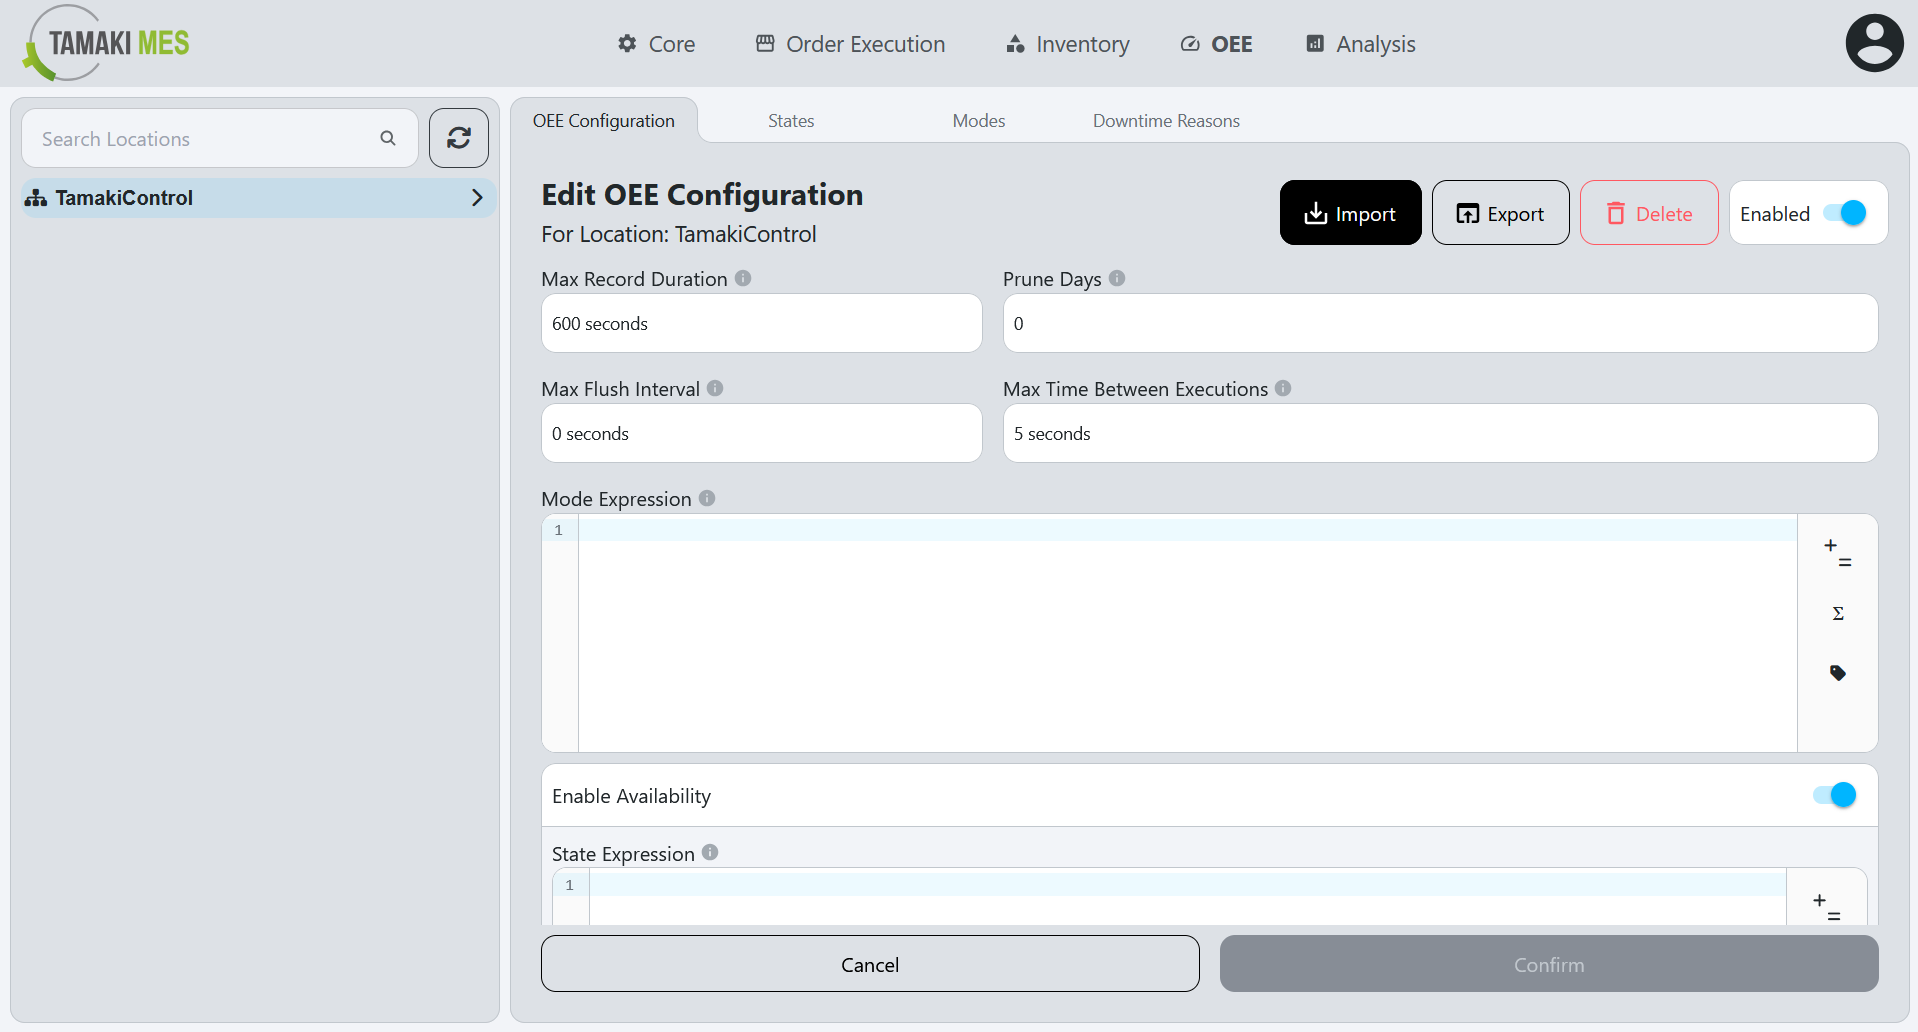 TAMAKI MES
Core
Order Execution
Inventory
OEE
Analysis
Search Locations
TamakiControl
OEE Configuration
States
Modes
Downtime Reasons
Edit OEE Configuration
For Location: TamakiControl
Import
Export
Delete
Enabled
Max Record Duration
Prune Days
600 seconds
0
Max Flush Interval
Max Time Between Executions
0 seconds
5 seconds
Mode Expression
1
+
=
Σ
Enable Availability
State Expression
1
+
=
Cancel
Confirm